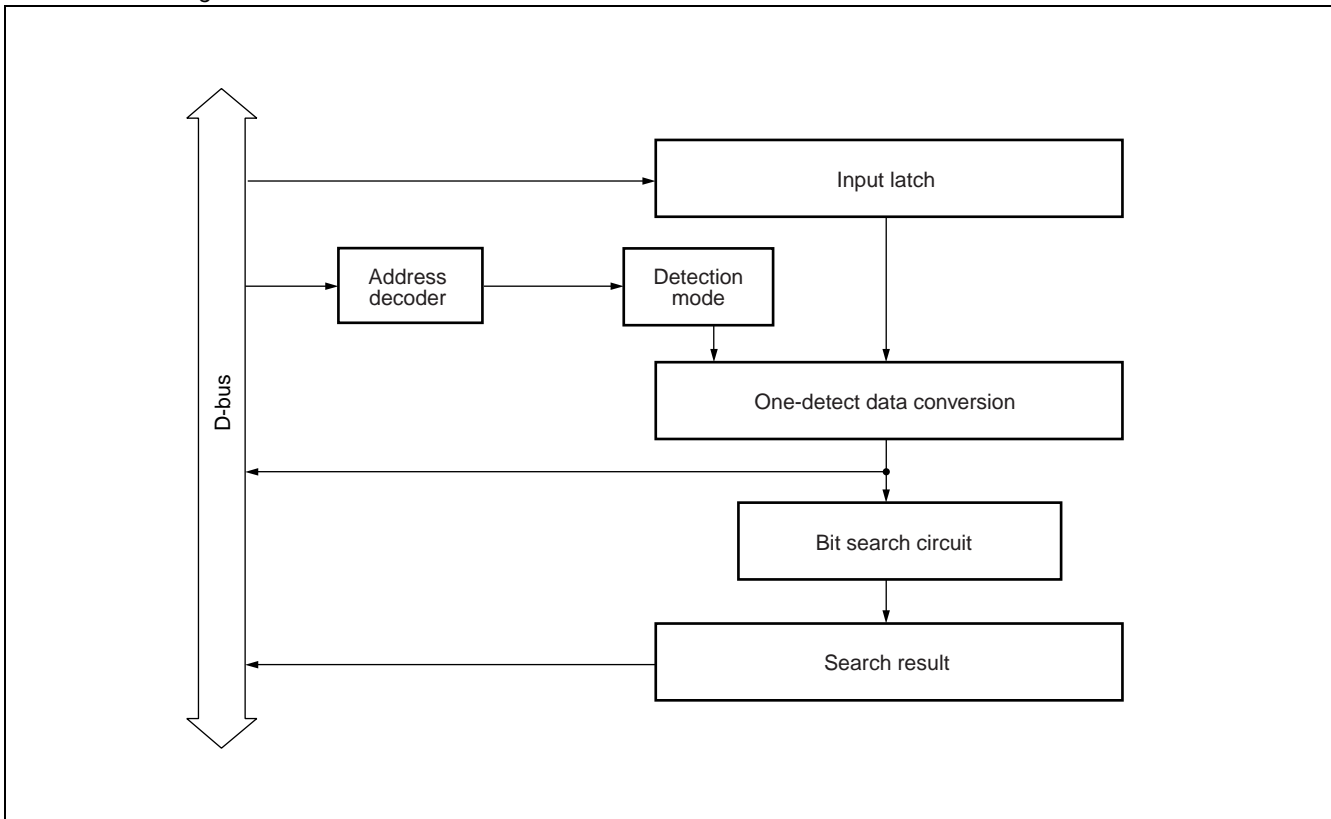 Input latch
Address
decoder
Detection
mode
D-bus
One-detect data conversion
Bit search circuit
Search result